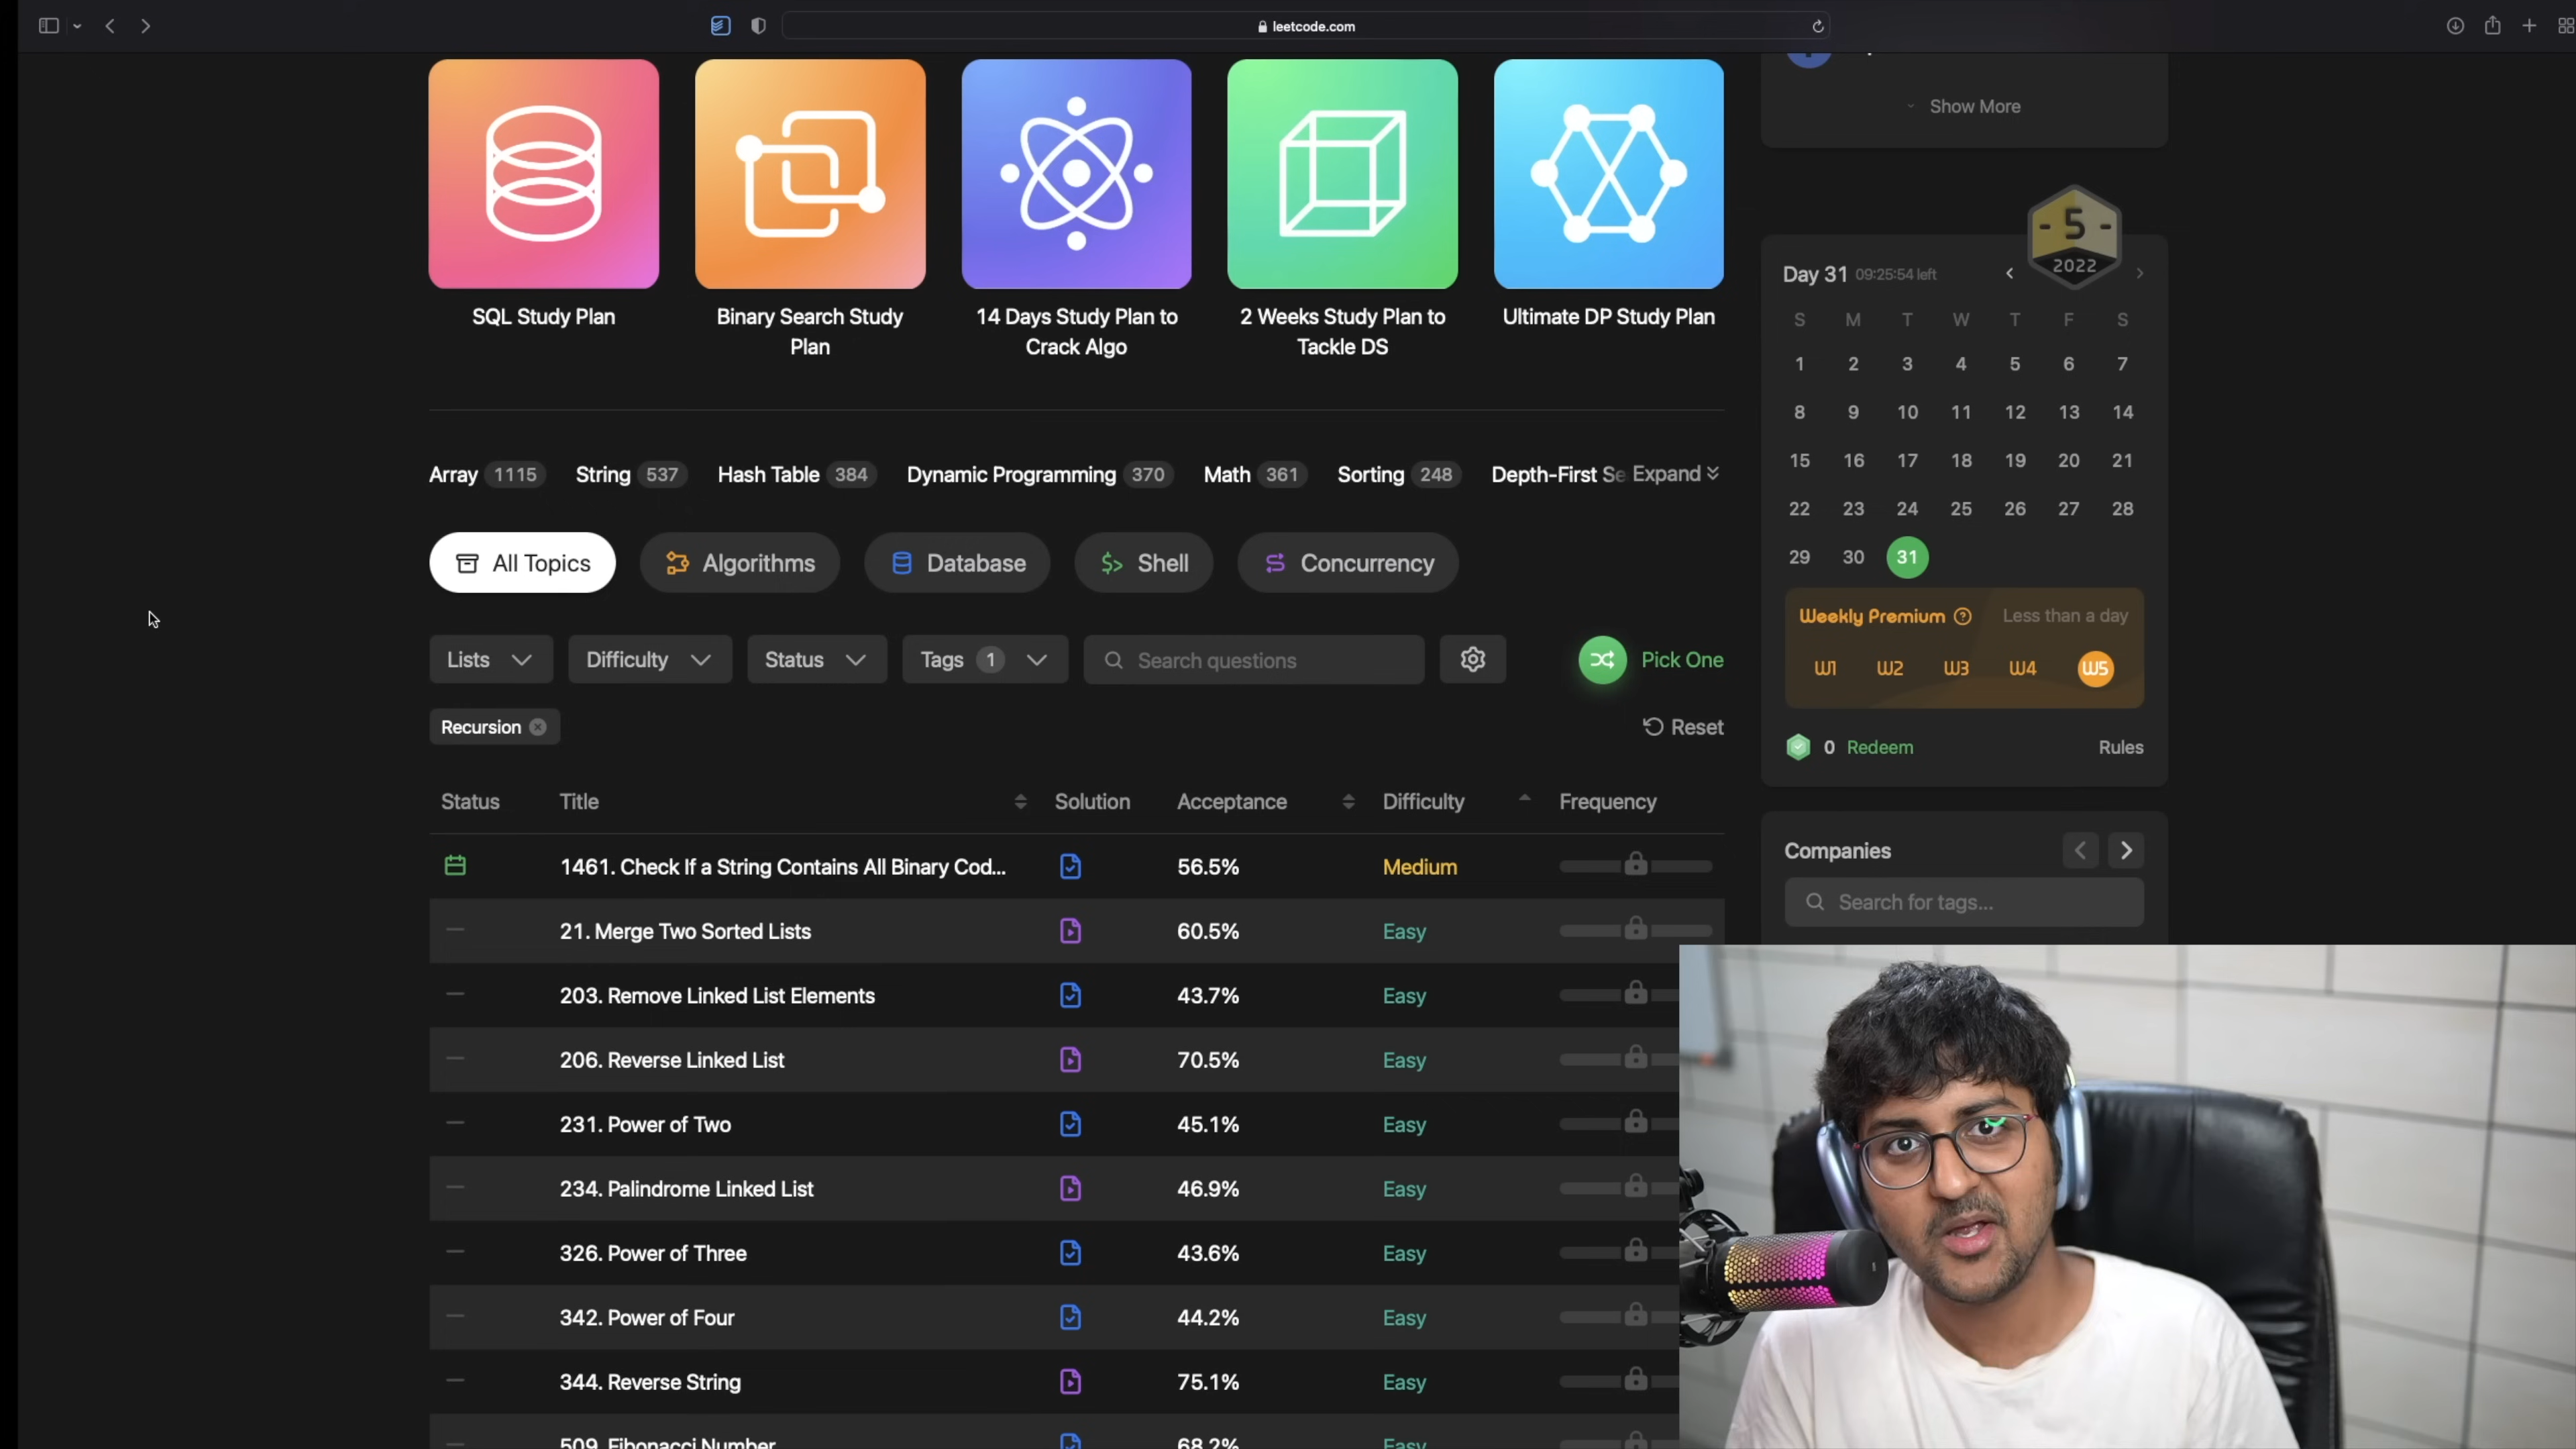 leetcode.com
Show More
SQL Study Plan
Binary Search Study
Plan
14 Days Study Plan to
Crack Algo
2 Weeks Study Plan to
Tackle DS
Ultimate DP Study Plan
5
2022
Day 31 09:25:54 left
S M T W T F S
1 2 3 4 5 6 7
8 9 10 11 12 13 14
15 16 17 18 19 20 21
22 23 24 25 26 27 28
29 30 31
Weekly Premium ? Less than a day
W1 W2 W3 W4 W5
0 Redeem Rules
Array 1115 String 537 Hash Table 384 Dynamic Programming 370 Math 361 Sorting 248 Depth-First Se Expand
All Topics Algorithms Database $> Shell Concurrency
Lists Difficulty Status Tags 1 Search questions Pick One
Recursion Reset
Status Title Solution Acceptance Difficulty Frequency
1461. Check If a String Contains All Binary Cod... 56.5% Medium
21. Merge Two Sorted Lists 60.5% Easy
203. Remove Linked List Elements 43.7% Easy
206. Reverse Linked List 70.5% Easy
231. Power of Two 45.1% Easy
234. Palindrome Linked List 46.9% Easy
326. Power of Three 43.6% Easy
342. Power of Four 44.2% Easy
344. Reverse String 75.1% Easy
509. Fibonacci Number 68.2% Easy
Companies
Search for tags...